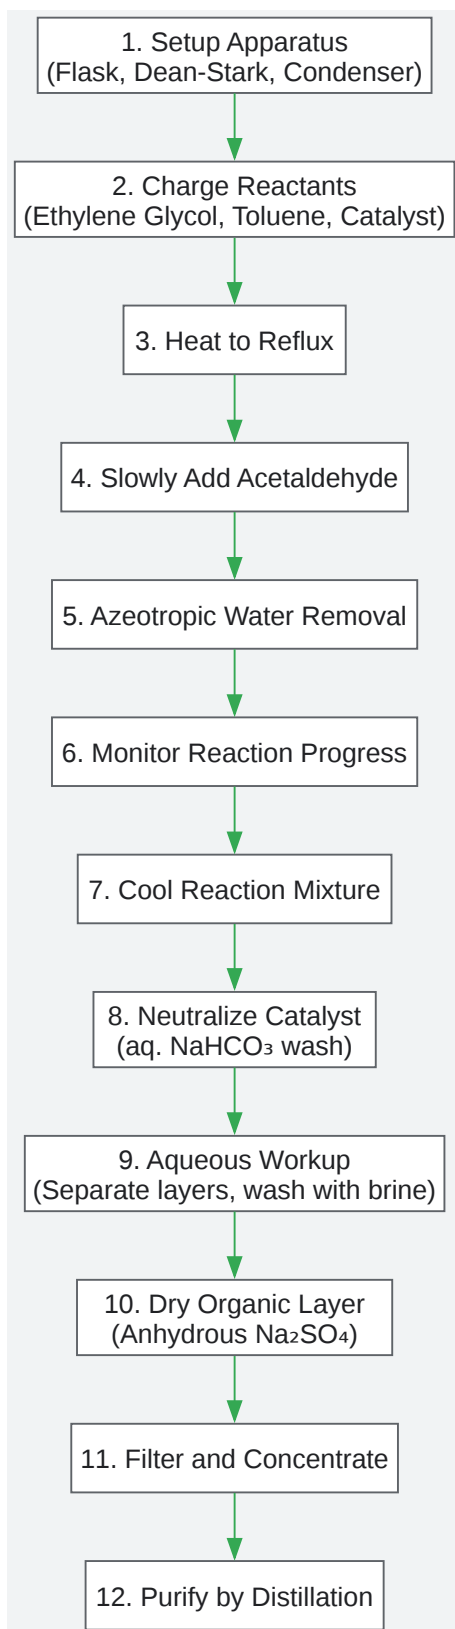 1. Setup Apparatus
(Flask, Dean-Stark, Condenser)
2. Charge Reactants
(Ethylene Glycol, Toluene, Catalyst)
3. Heat to Reflux
4. Slowly Add Acetaldehyde
5. Azeotropic Water Removal
6. Monitor Reaction Progress
7. Cool Reaction Mixture
8. Neutralize Catalyst
(aq. NaHCO₃ wash)
9. Aqueous Workup
(Separate layers, wash with brine)
10. Dry Organic Layer
(Anhydrous Na₂SO₄)
11. Filter and Concentrate
12. Purify by Distillation